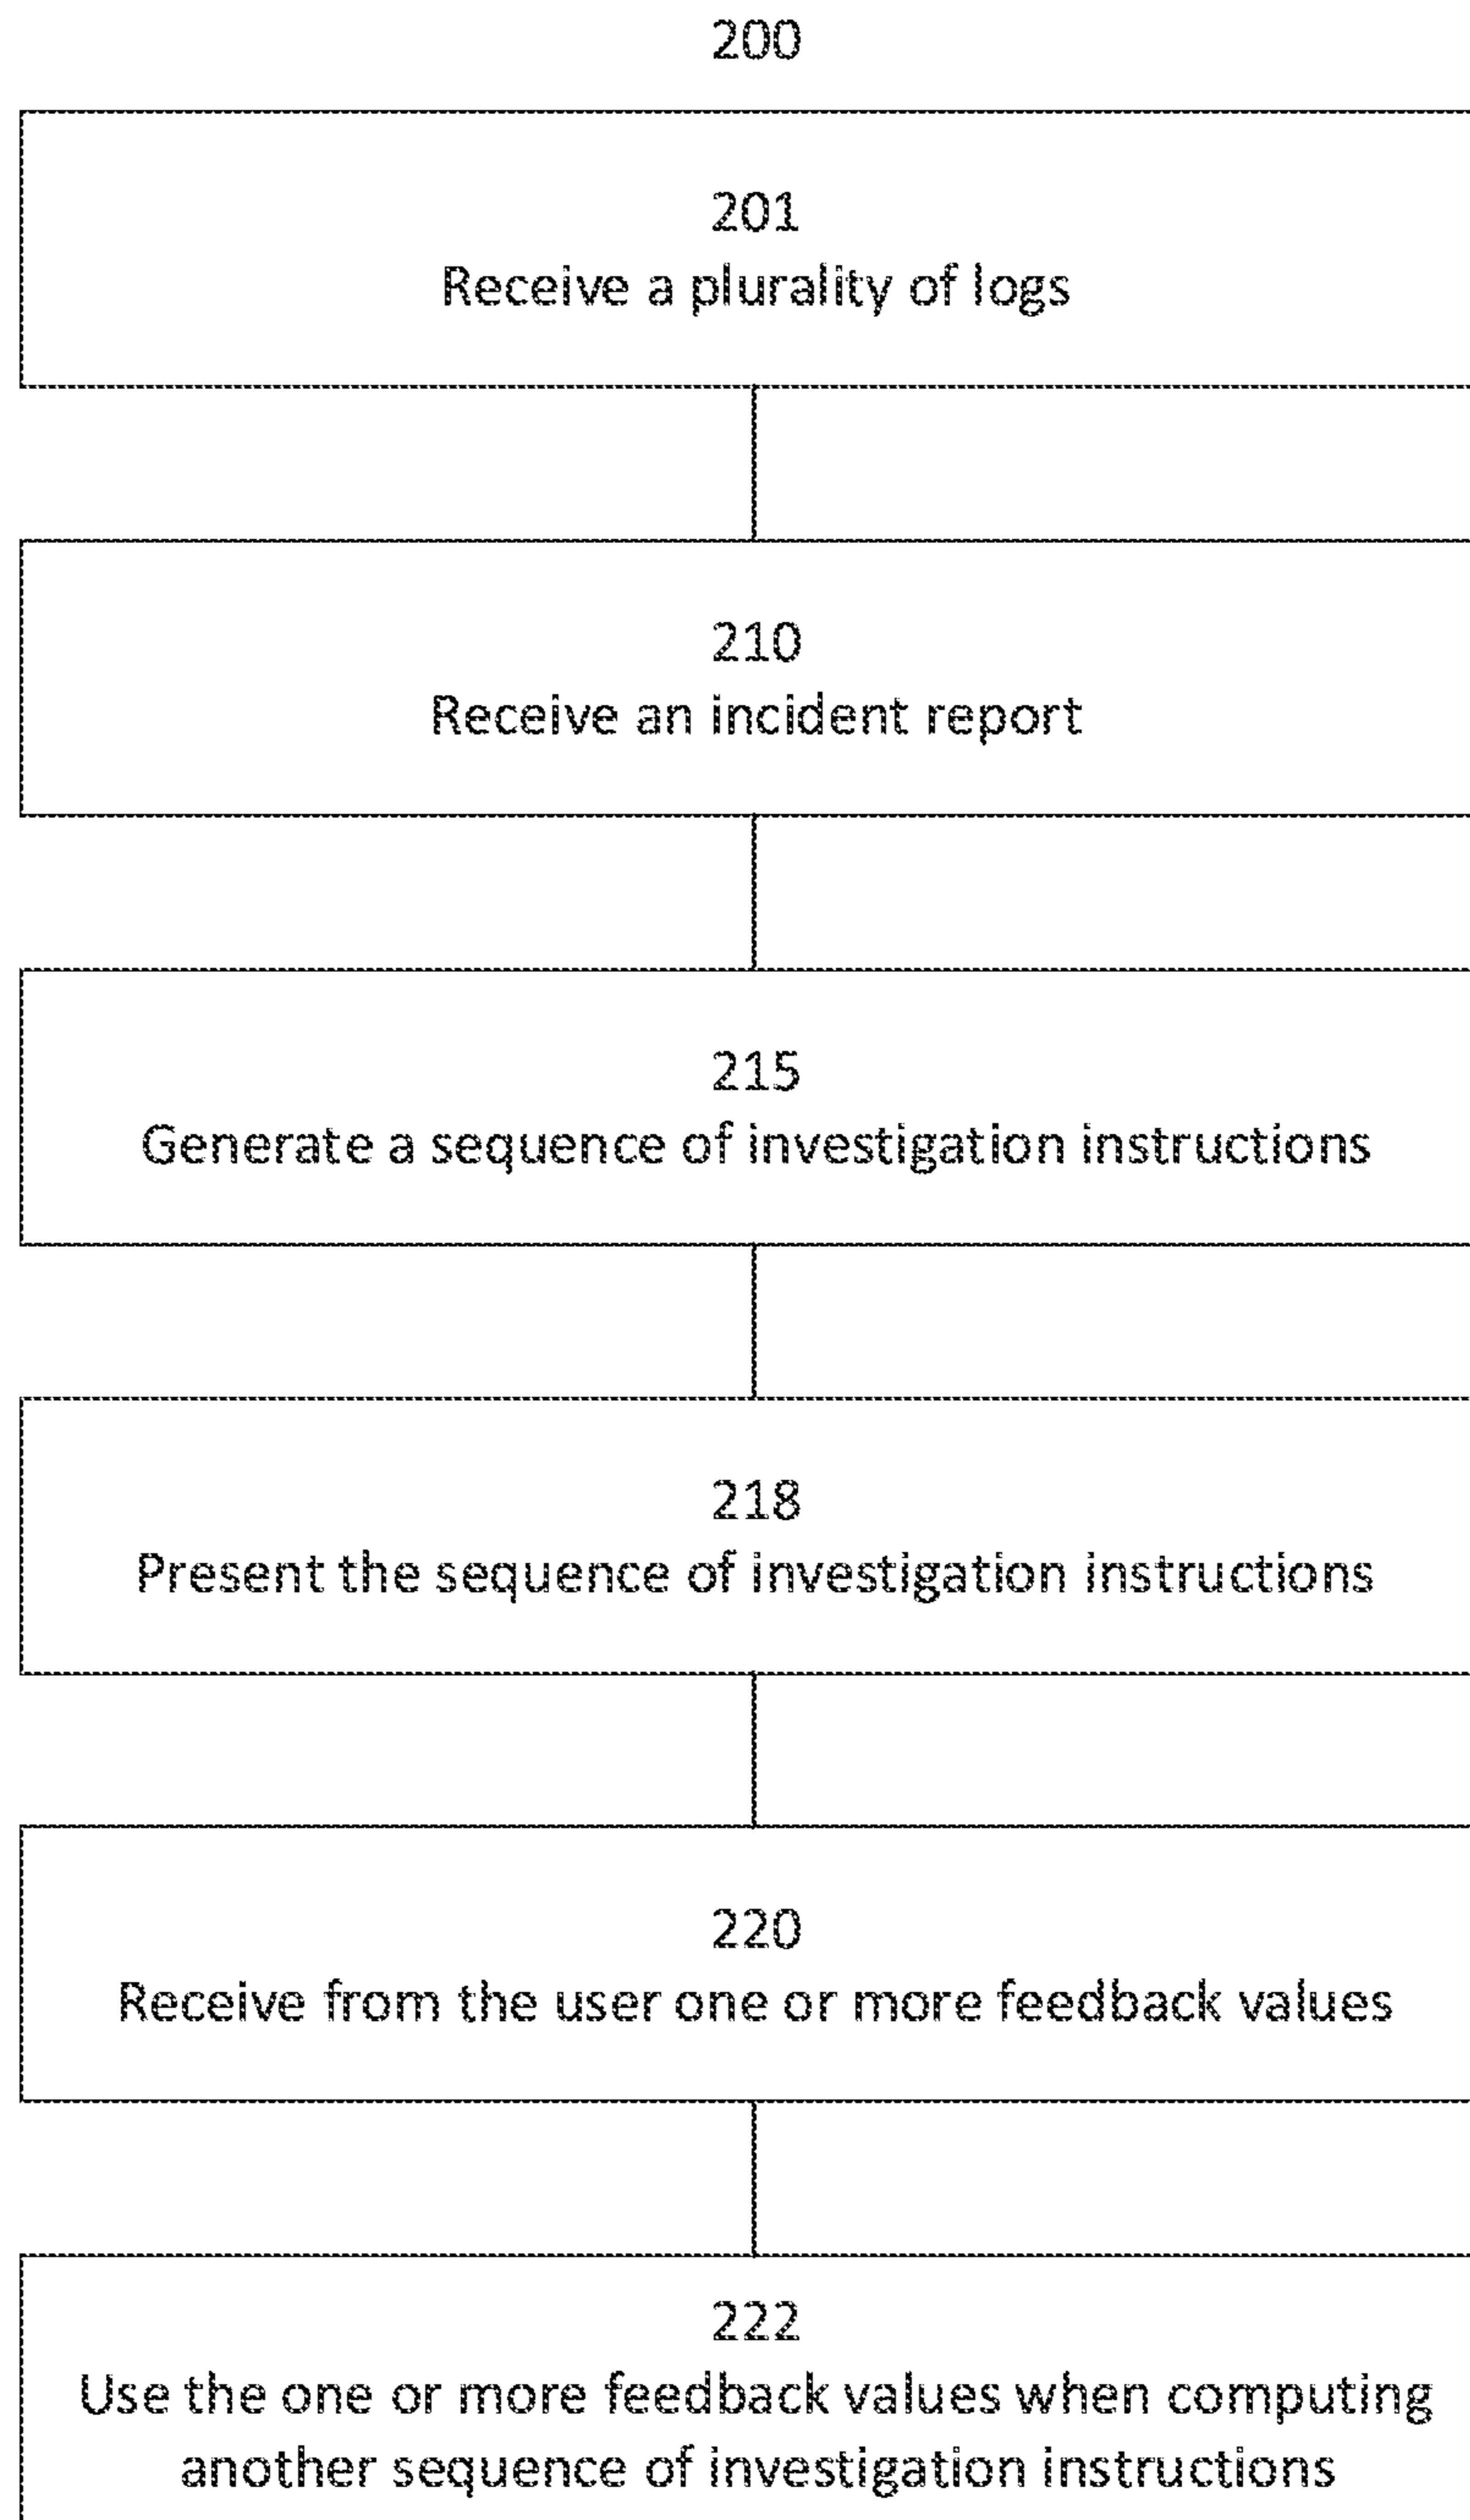 200
201
Receive a plurality of logs
210
Receive an incident report
215
Generate a sequence of investigation instructions
218
Present the sequence of investigation instructions
220
Receive from the user one or more feedback values
222
Use the one or more feedback values when computing
another sequence of investigation instructions